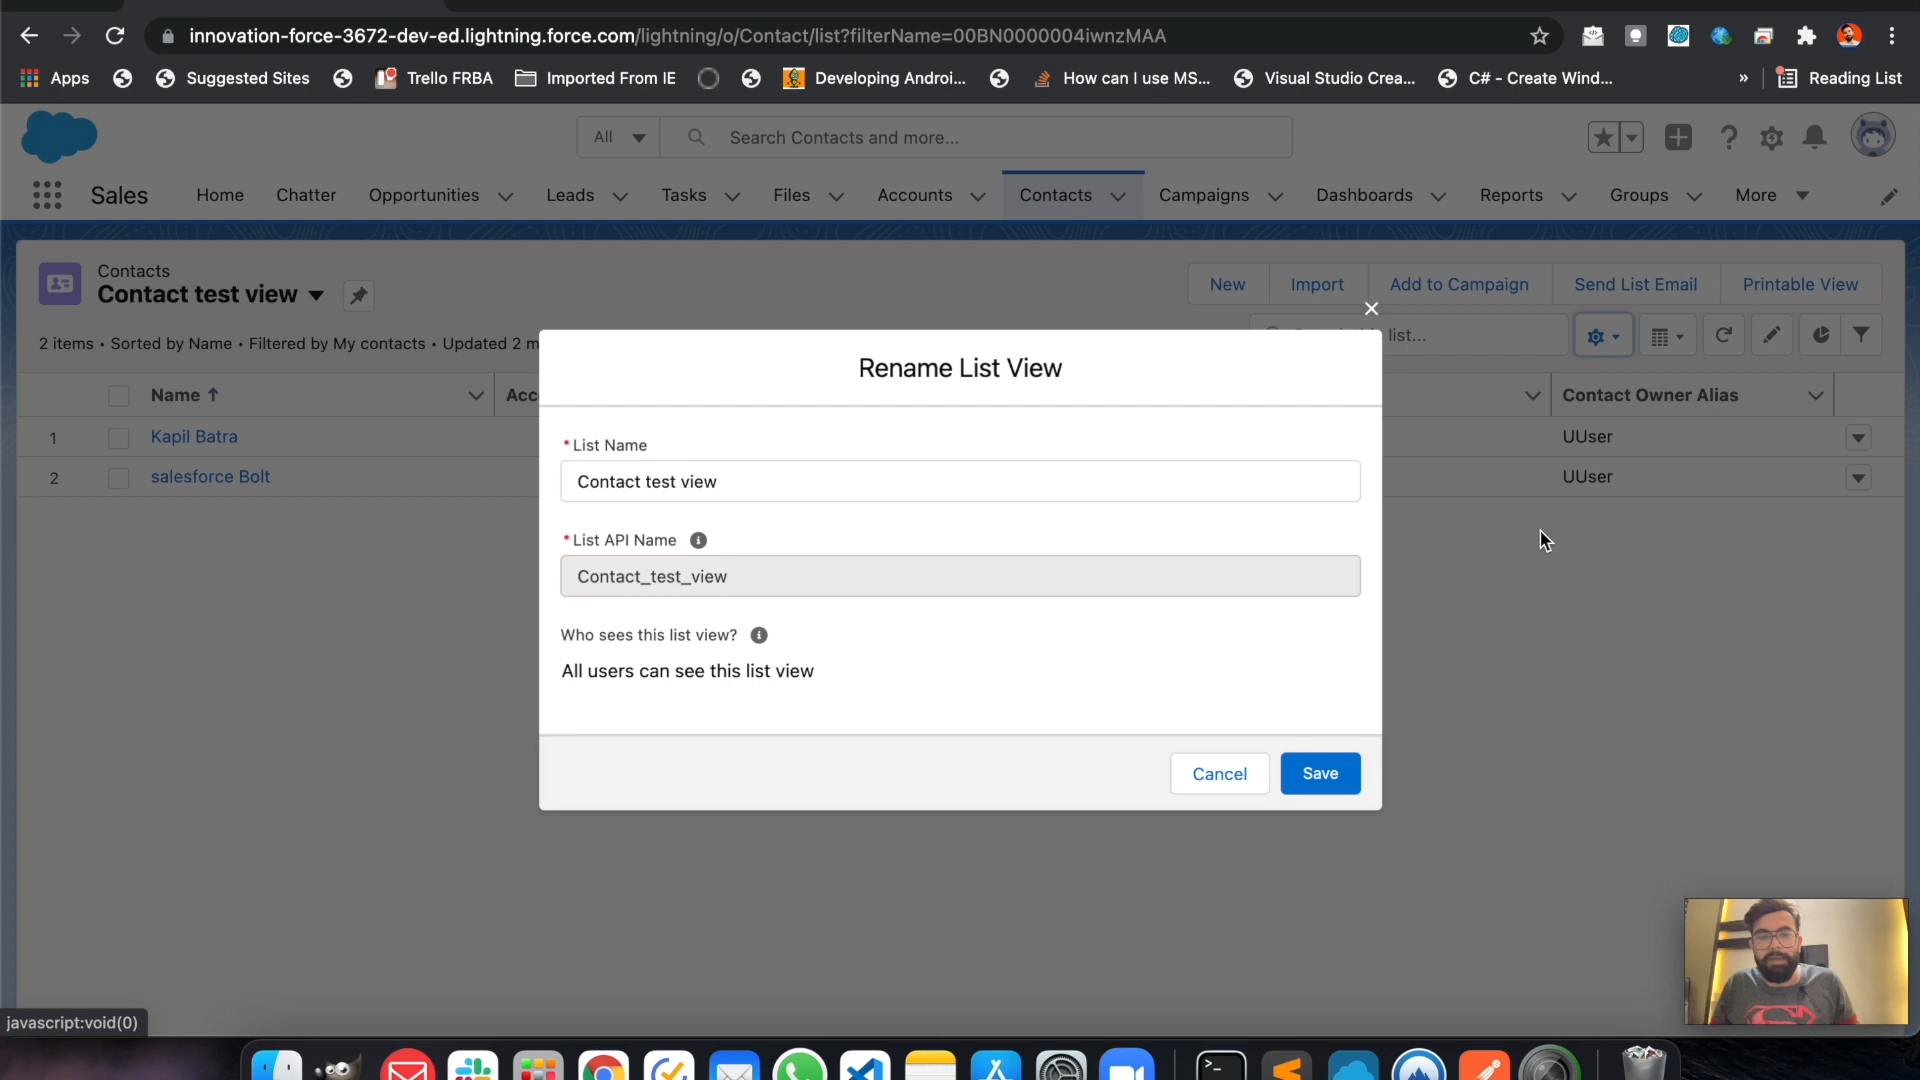 innovation-force-3672-dev-ed.lightning.force.com/lightning/o/Contact/list?filterName=00BN0000004iwnzMAA
Apps Suggested Sites Trello FRBA Imported From IE Developing Androi... How can I use MS... Visual Studio Crea... C# - Create Wind... » Reading List
All Search Contacts and more...
Sales Home Chatter Opportunities Leads Tasks Files Accounts Contacts Campaigns Dashboards Reports Groups More
Contacts
Contact test view
New Import Add to Campaign Send List Email Printable View
2 items • Sorted by Name • Filtered by My contacts • Updated 2 m
list...
Name Acc Contact Owner Alias
1 Kapil Batra UUser
2 salesforce Bolt UUser
Rename List View
* List Name
Contact test view
* List API Name
Contact_test_view
Who sees this list view?
All users can see this list view
Cancel Save
javascript:void(0)